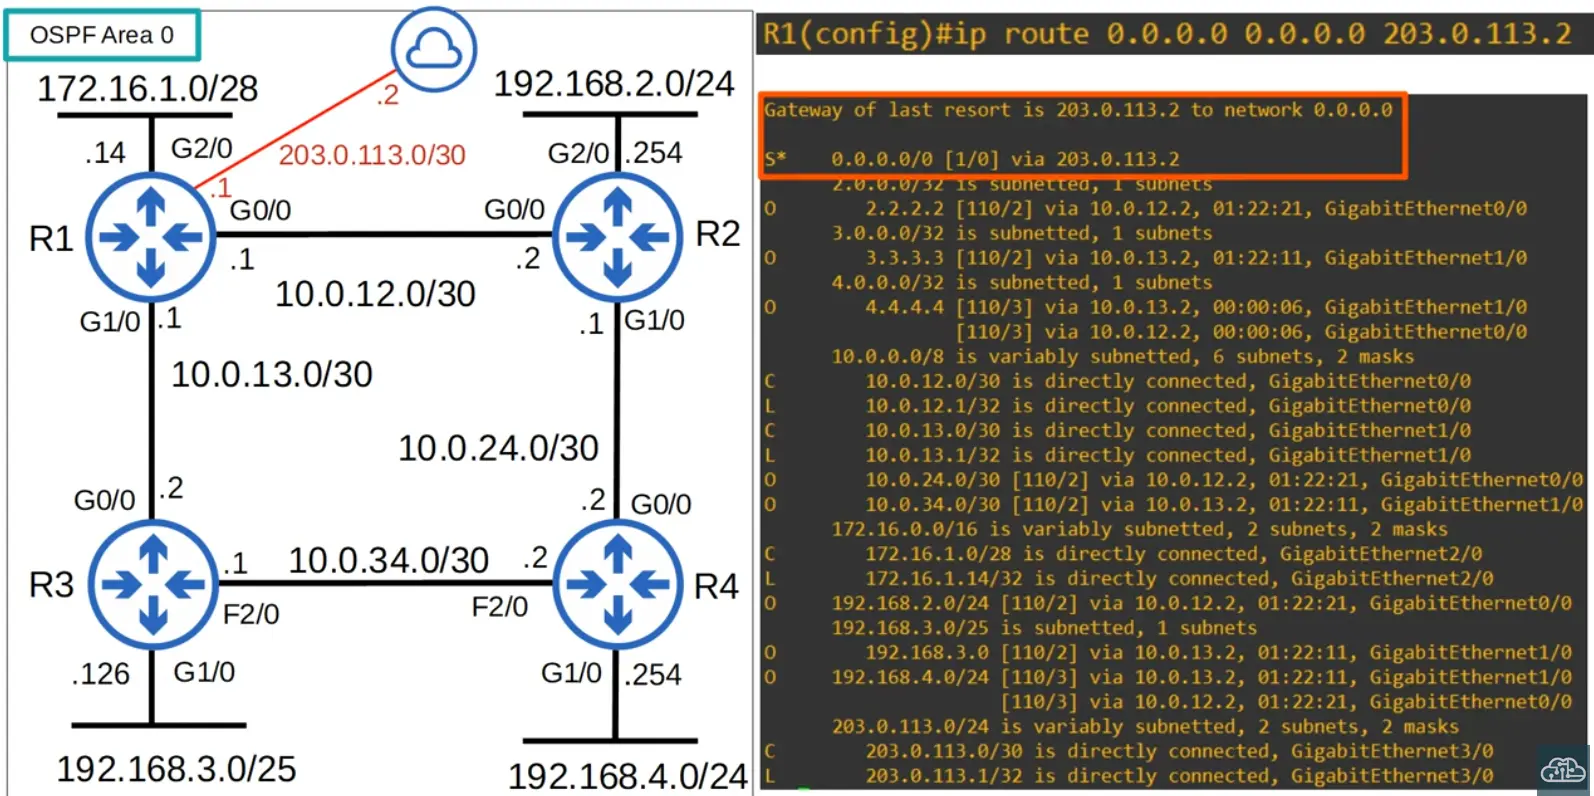 OSPF Area 0
172.16.1.0/28
.2
192.168.2.0/24
.14
G2/0
203.0.113.0/30
G2/0
.254
.1
G0/0
G0/0
R1
R2
.1
.2
10.0.12.0/30
G1/0
.1
.1
G1/0
10.0.13.0/30
10.0.24.0/30
G0/0
.2
.2
G0/0
R3
.1
10.0.34.0/30
.2
R4
F2/0
F2/0
.126
G1/0
G1/0
.254
192.168.3.0/25
192.168.4.0/24
R1(config)#ip route 0.0.0.0 0.0.0.0 203.0.113.2
Gateway of last resort is 203.0.113.2 to network 0.0.0.0
S* 0.0.0.0/0 [1/0] via 203.0.113.2
2.0.0.0/32 is subnetted, 1 subnets
O 2.2.2.2 [110/2] via 10.0.12.2, 01:22:21, GigabitEthernet0/0
3.0.0.0/32 is subnetted, 1 subnets
O 3.3.3.3 [110/2] via 10.0.13.2, 01:22:11, GigabitEthernet1/0
4.0.0.0/32 is subnetted, 1 subnets
O 4.4.4.4 [110/3] via 10.0.13.2, 00:00:06, GigabitEthernet1/0
[110/3] via 10.0.12.2, 00:00:06, GigabitEthernet0/0
10.0.0.0/8 is variably subnetted, 6 subnets, 2 masks
C 10.0.12.0/30 is directly connected, GigabitEthernet0/0
L 10.0.12.1/32 is directly connected, GigabitEthernet0/0
C 10.0.13.0/30 is directly connected, GigabitEthernet1/0
L 10.0.13.1/32 is directly connected, GigabitEthernet1/0
O 10.0.24.0/30 [110/2] via 10.0.12.2, 01:22:21, GigabitEthernet0/0
O 10.0.34.0/30 [110/2] via 10.0.13.2, 01:22:11, GigabitEthernet1/0
172.16.0.0/16 is variably subnetted, 2 subnets, 2 masks
C 172.16.1.0/28 is directly connected, GigabitEthernet2/0
L 172.16.1.14/32 is directly connected, GigabitEthernet2/0
O 192.168.2.0/24 [110/2] via 10.0.12.2, 01:22:21, GigabitEthernet0/0
192.168.3.0/25 is subnetted, 1 subnets
O 192.168.3.0 [110/2] via 10.0.13.2, 01:22:11, GigabitEthernet1/0
O 192.168.4.0/24 [110/3] via 10.0.13.2, 01:22:11, GigabitEthernet1/0
[110/3] via 10.0.12.2, 01:22:21, GigabitEthernet0/0
203.0.113.0/24 is variably subnetted, 2 subnets, 2 masks
C 203.0.113.0/30 is directly connected, GigabitEthernet3/0
L 203.0.113.1/32 is directly connected, GigabitEthernet3/0